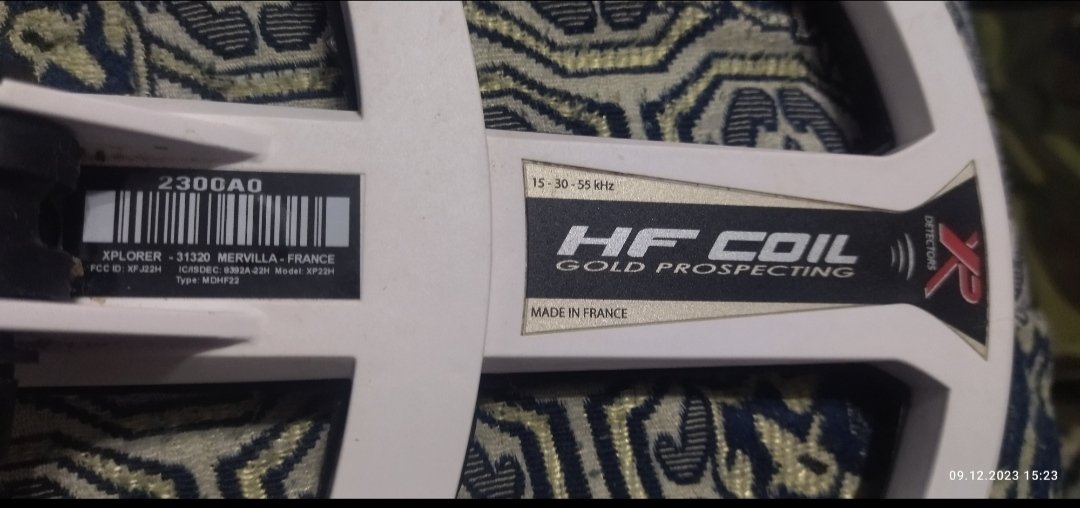 2300A0
XPLORER - 31320 MERVILLA - FRANCE
FCC ID: XFJ22H IC/ISDEC: 8392A-22H Model: XP22H
Type: MDHF22
15 - 30 - 55 kHz
HF COIL
GOLD PROSPECTING
MADE IN FRANCE
XP
DETECTORS
09.12.2023 15:23